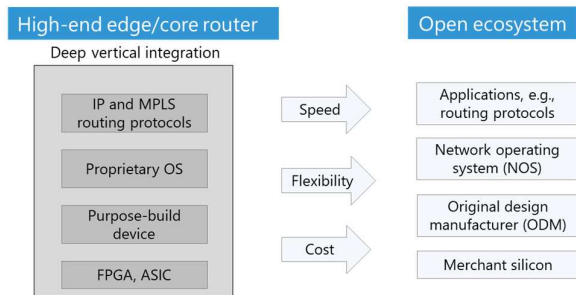 High-end edge/core router
Open ecosystem
Deep vertical integration
IP and MPLS
routing protocols
Proprietary OS
Purpose-build
device
FPGA, ASIC
Speed
Flexibility
Cost
Applications, e.g.,
routing protocols
Network operating
system (NOS)
Original design
manufacturer (ODM)
Merchant silicon